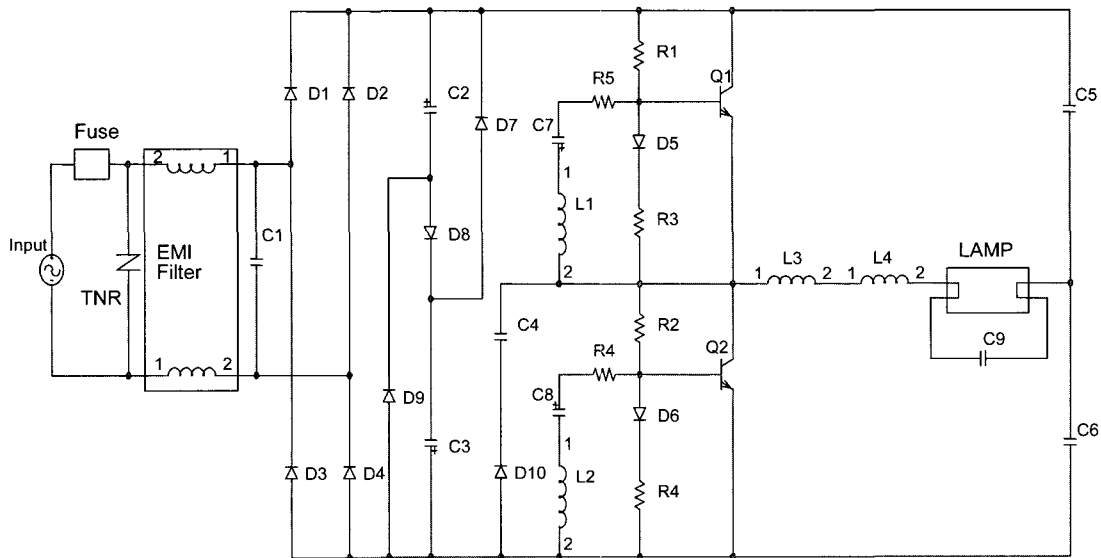 R1
Q1
R5
D1
D2
C2
C5
C7
D7
D5
Fuse
2
1
1
L1
R3
C1
D8
Input
EMI
Filter
LAMP
L3
L4
2
1
2
1
2
TNR
C4
R2
C9
1
2
R4
Q2
D9
C8
D6
C6
C3
1
D3
D4
D10
L2
R4
2